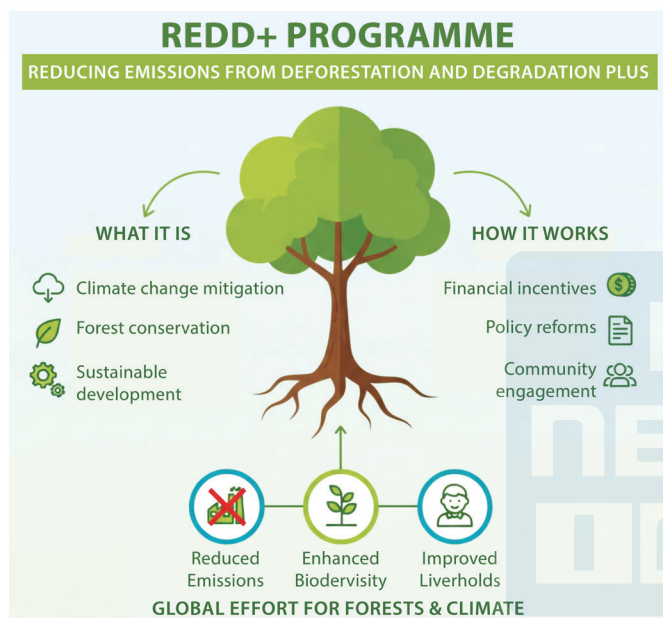 REDD+ PROGRAMME
REDUCING EMISSIONS FROM DEFORESTATION AND DEGRADATION PLUS
WHAT IT IS
Climate change mitigation
Forest conservation
Sustainable
development
HOW IT WORKS
Financial incentives
$
Policy reforms
Community
engagement
Reduced
Emissions
Enhanced
Biodervisity
Improved
Liverholds
GLOBAL EFFORT FOR FORESTS & CLIMATE